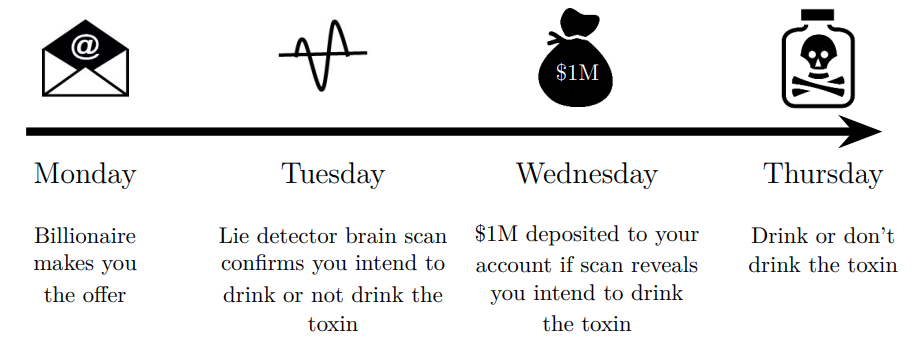 @
$1M
Monday
Tuesday
Wednesday
Thursday
Billionaire
makes you
the offer
Lie detector brain scan
confirms you intend to
drink or not drink the
toxin
$1M deposited to your
account if scan reveals
you intend to drink
the toxin
Drink or don't
drink the toxin